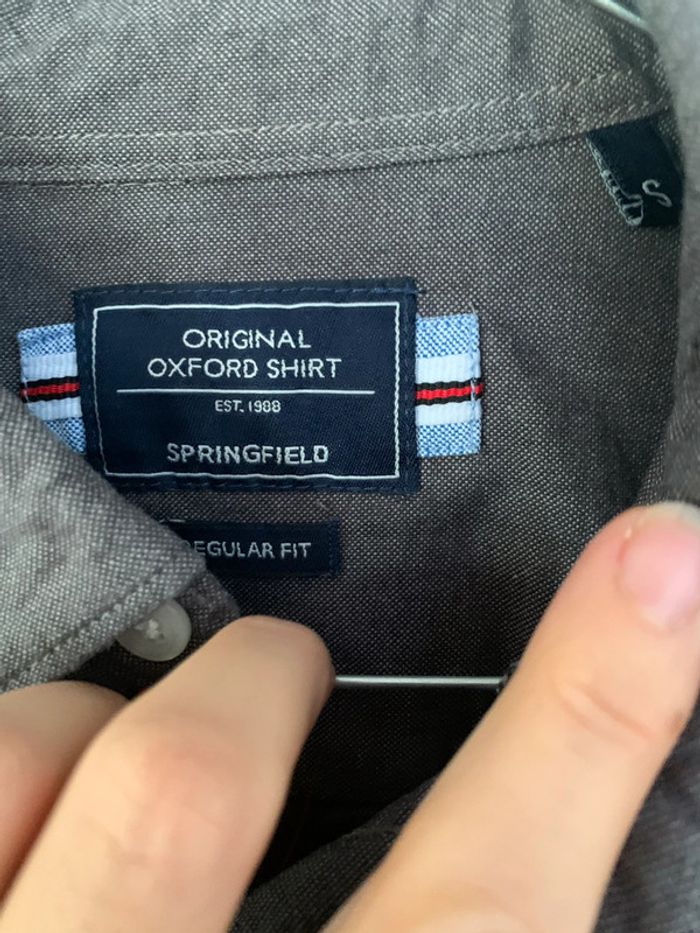 S
ORIGINAL
OXFORD SHIRT
EST. 1988
SPRINGFIELD
REGULAR FIT